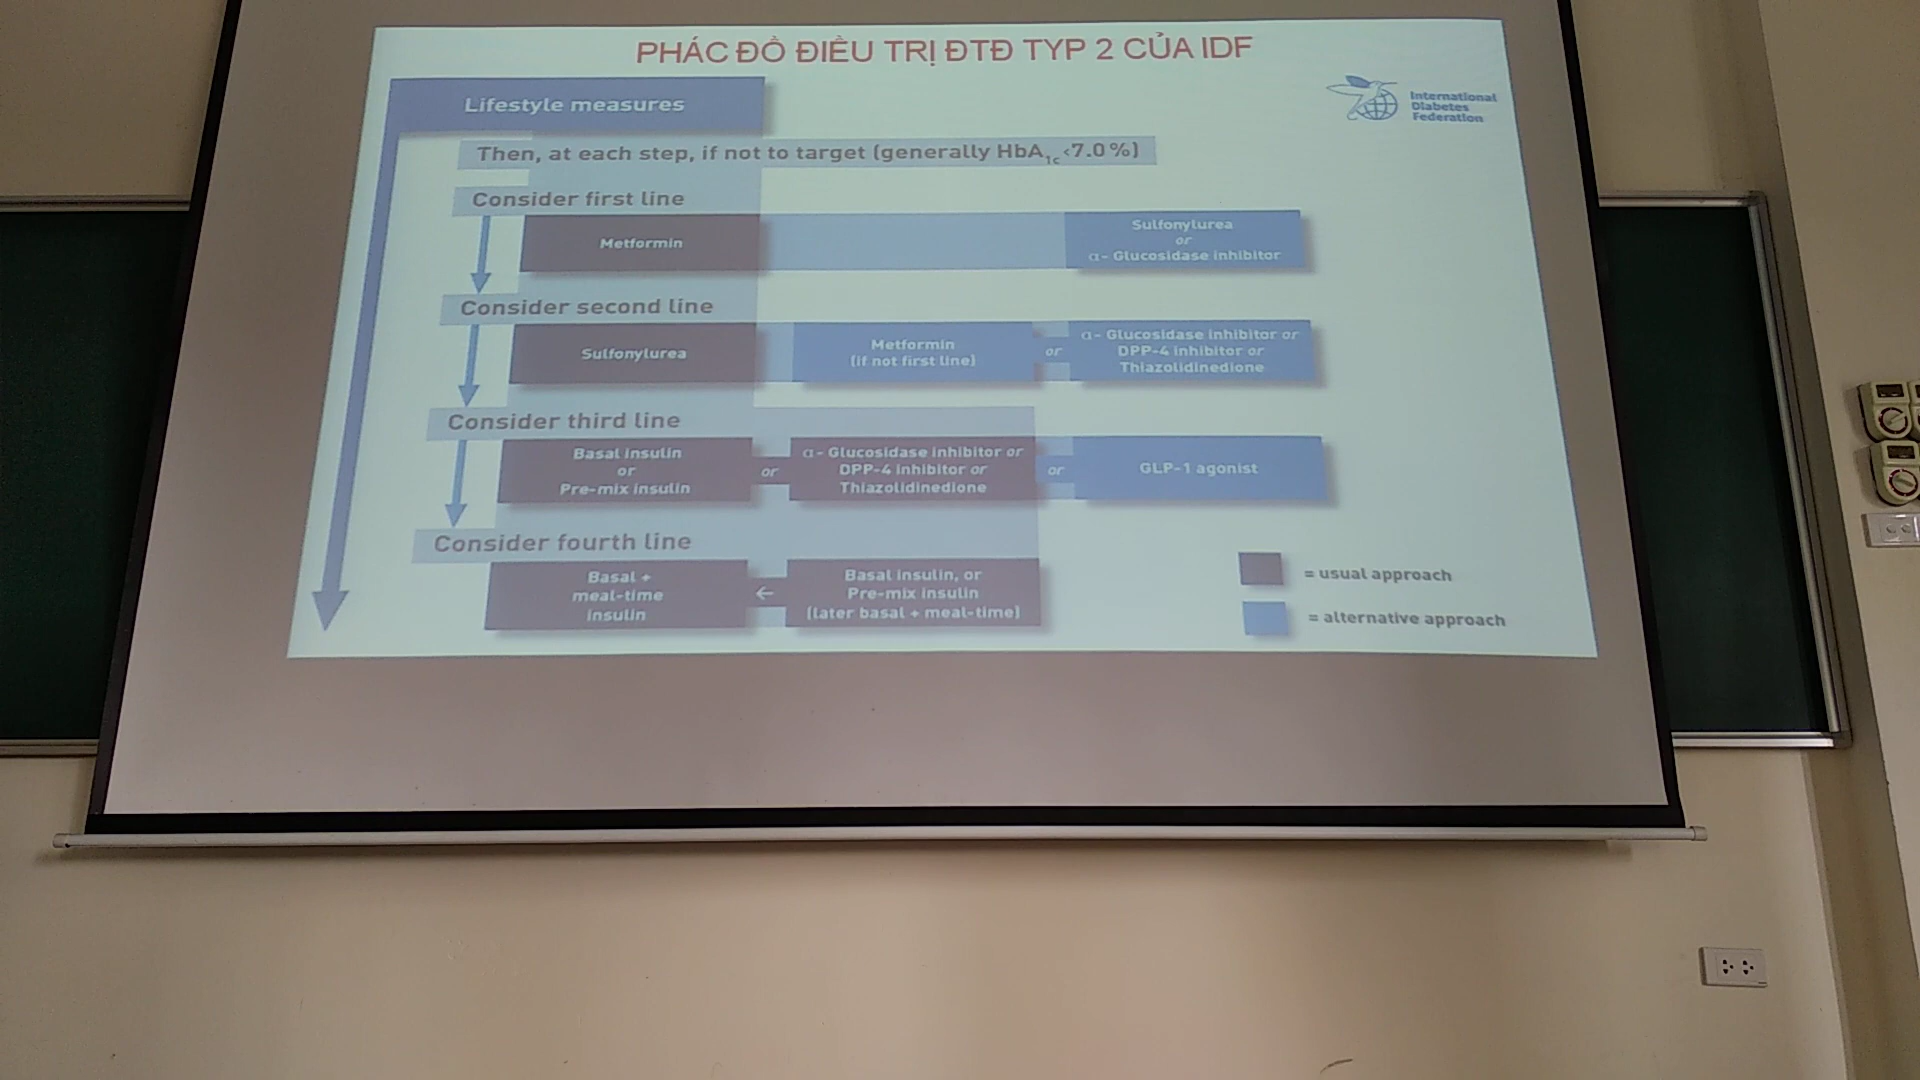 PHÁC ĐỒ ĐIỀU TRỊ ĐTĐ TYP 2 CỦA IDF
International
Diabetes
Federation
Lifestyle measures
Then, at each step, if not to target (generally HbA1c <7.0%)
Consider first line
Metformin
Sulfonylurea
or
α- Glucosidase inhibitor
Consider second line
Sulfonylurea
Metformin
(if not first line)
or
α- Glucosidase inhibitor or
DPP-4 inhibitor or
Thiazolidinedione
Consider third line
Basal insulin
or
Pre-mix insulin
or
α- Glucosidase inhibitor or
DPP-4 inhibitor or
Thiazolidinedione
or
GLP-1 agonist
Consider fourth line
Basal +
meal-time
insulin
←
Basal insulin, or
Pre-mix insulin
(later basal + meal-time)
= usual approach
= alternative approach